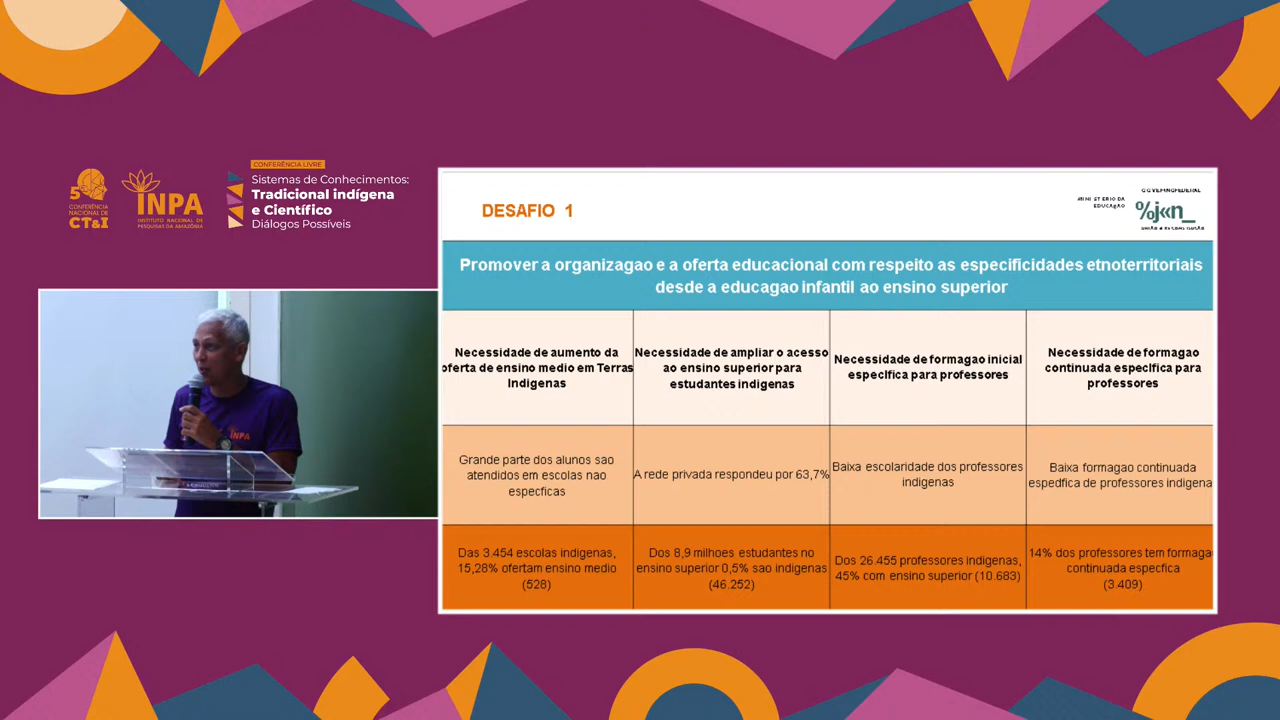 CONFERÊNCIA LIVRE
5
CONFERÊNCIA
NACIONAL DE
CT&I
INPA
INSTITUTO NACIONAL DE
PESQUISAS DA AMAZÔNIA
Sistemas de Conhecimentos:
Tradicional indígena
e Científico
Diálogos Possíveis
INPA
DESAFIO 1
MINISTERIO DA
EDUCAGAO
%j«n_
Promover a organizagao e a oferta educacional com respeito as especificidades etnoterritoriais
desde a educagao infantil ao ensino superior
Necessidade de aumento da
oferta de ensino medio em Terras
Indigenas
Necessidade de ampliar o acesso
ao ensino superior para
estudantes indigenas
Necessidade de formagao inicial
especlfica para professores
Necessidade de formagao
continuada especlfica para
professores
Grande parte dos alunos sao
atendidos em escolas nao
especficas
A rede privada respondeu por 63,7%
Baixa escolaridade dos professores
indigenas
Baixa formagao continuada
espedfica de professores indigena
Das 3.454 escolas indigenas,
15,28% ofertam ensino medio
(528)
Dos 8,9 milhoes estudantes no
ensino superior 0,5% sao indigenas
(46.252)
Dos 26.455 professores indigenas,
45% com ensino superior (10.683)
14% dos professores tem formaga
continuada especfica
(3.409)